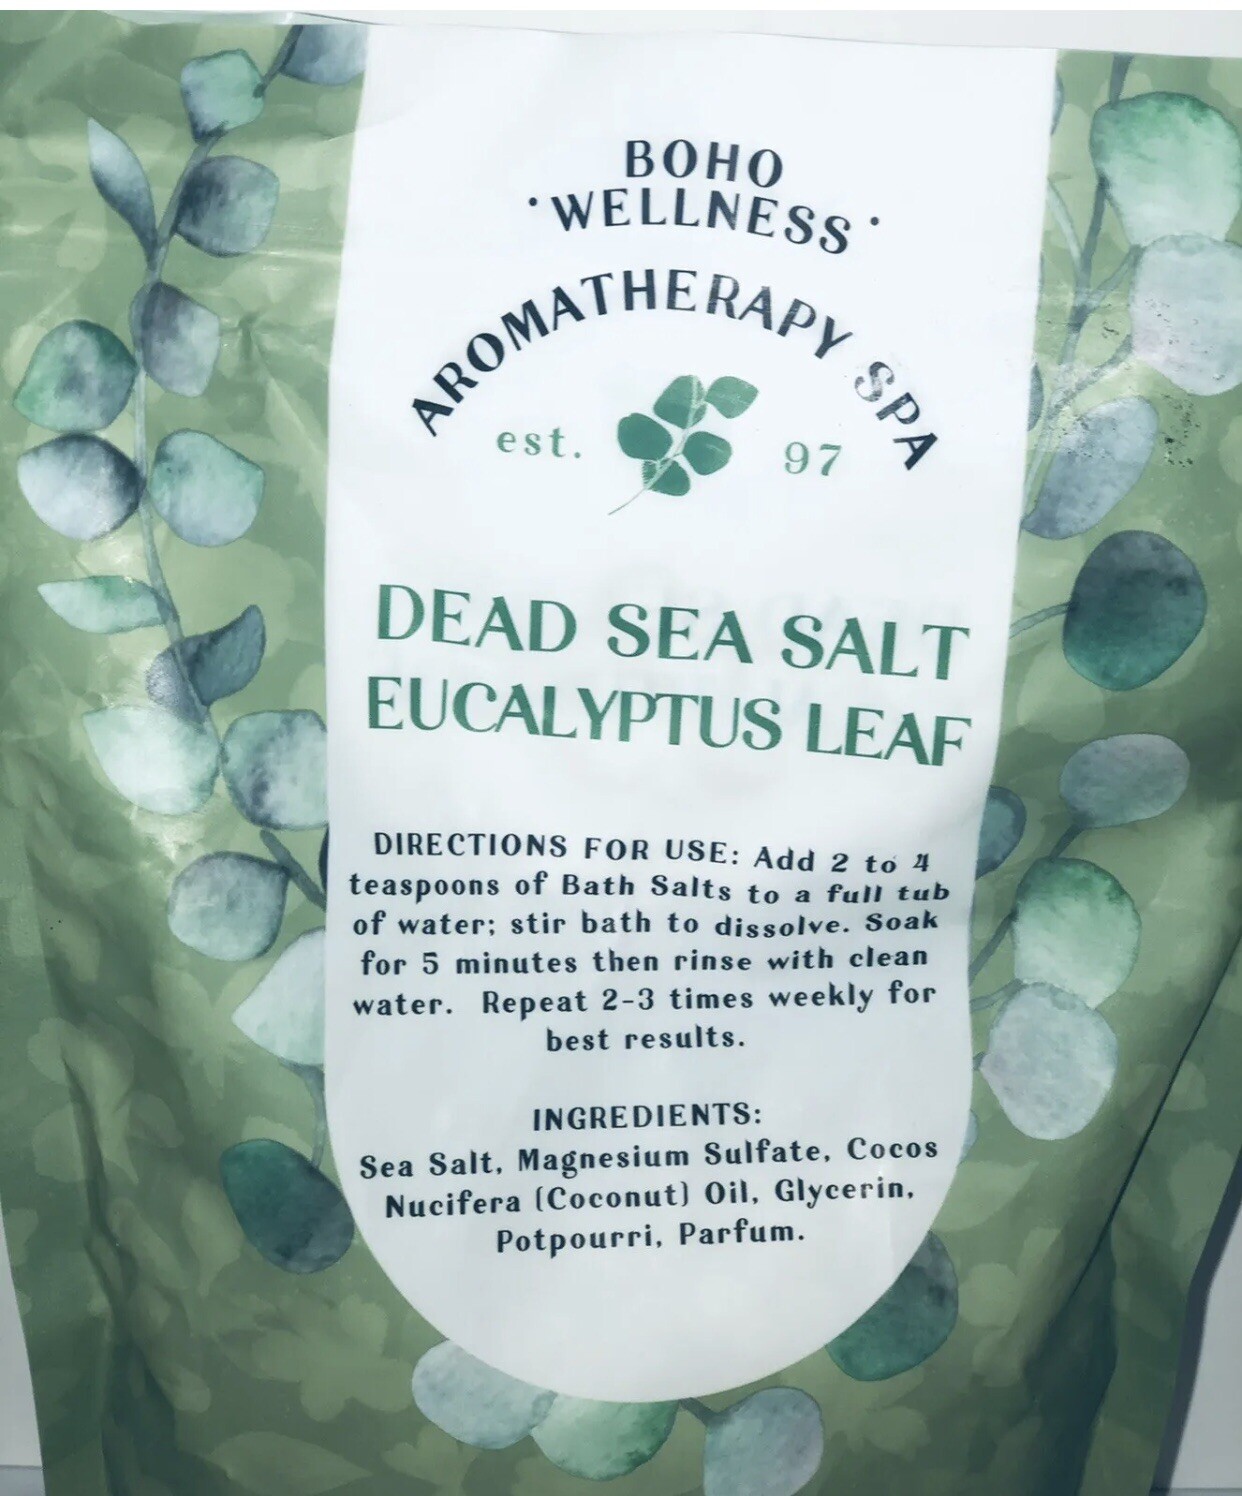 BOHO
·WELLNESS·
AROMATHERAPY SPA
est. 97
DEAD SEA SALT
EUCALYPTUS LEAF
DIRECTIONS FOR USE: Add 2 to 4
teaspoons of Bath Salts to a full tub
of water; stir bath to dissolve. Soak
for 5 minutes then rinse with clean
water. Repeat 2-3 times weekly for
best results.
INGREDIENTS:
Sea Salt, Magnesium Sulfate, Cocos
Nucifera (Coconut) Oil, Glycerin,
Potpourri, Parfum.